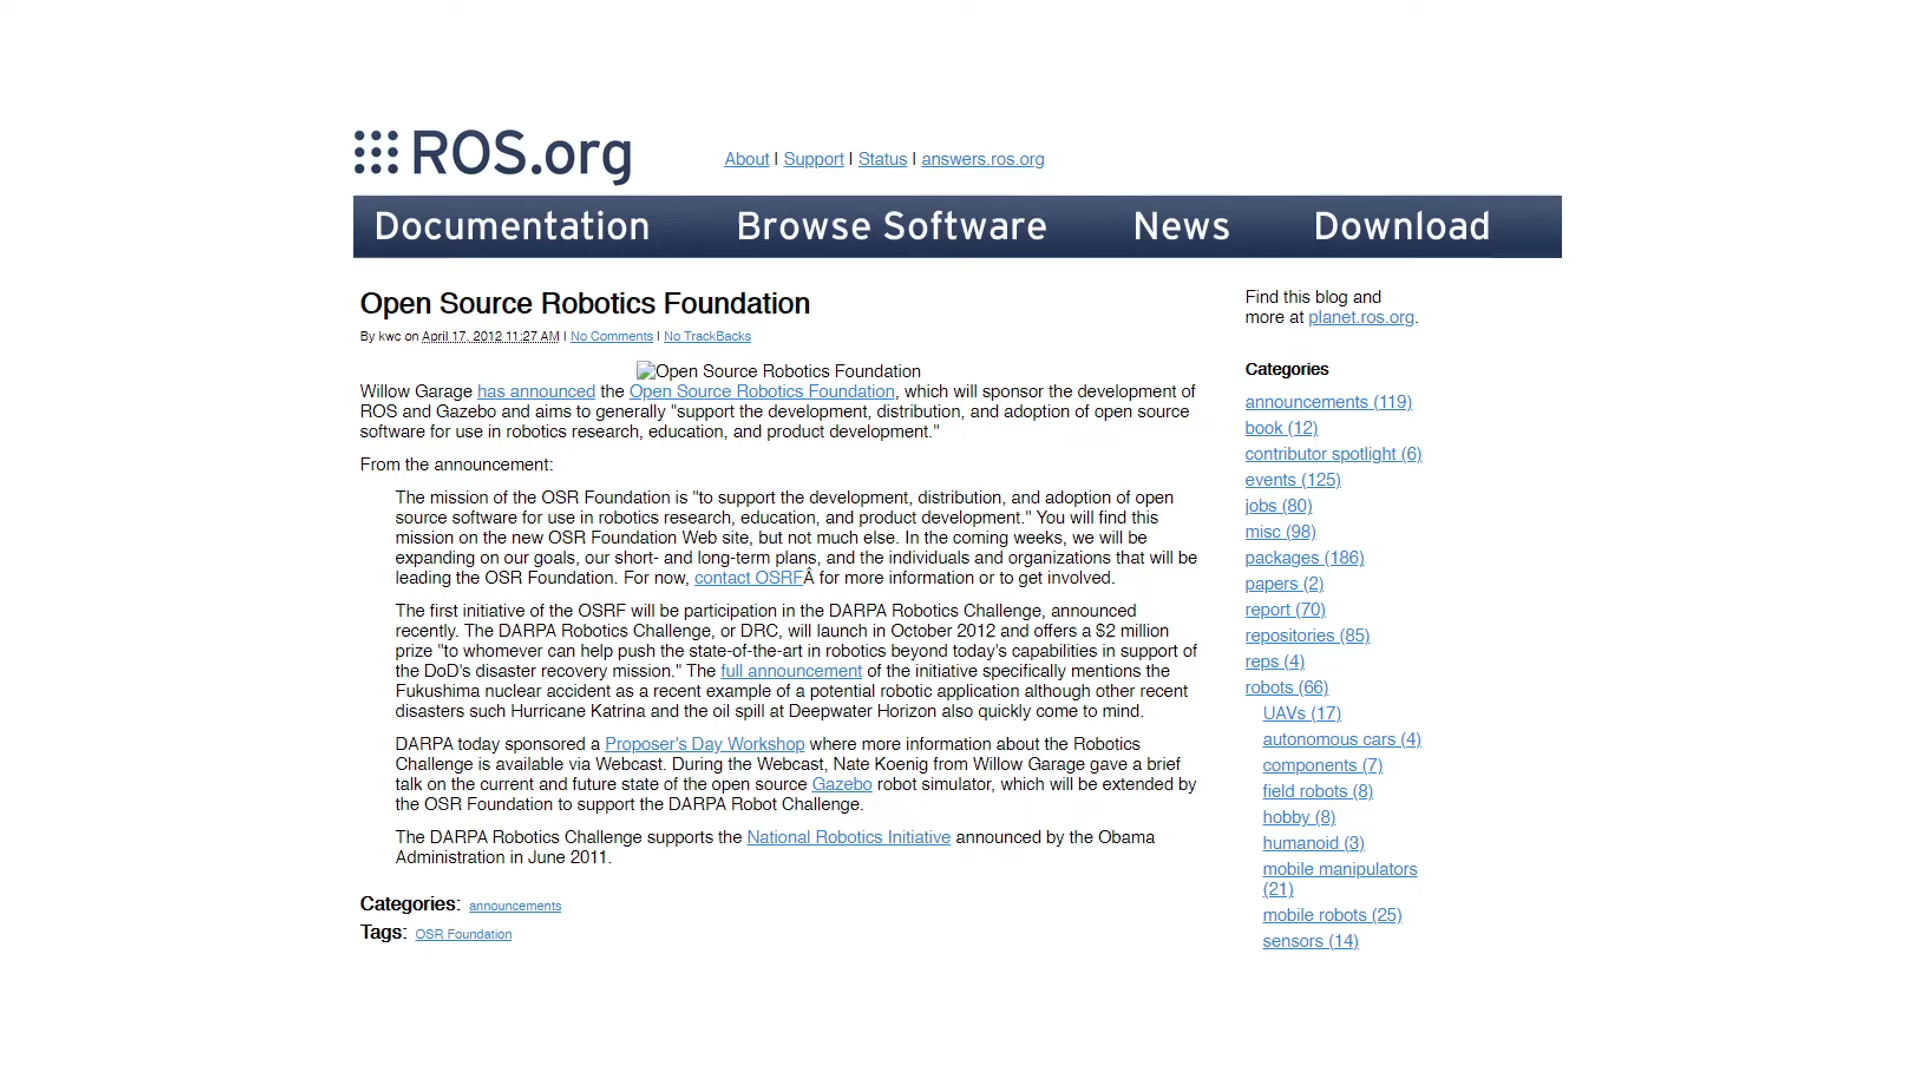 ROS.org
About | Support | Status | answers.ros.org
Documentation Browse Software News Download
Open Source Robotics Foundation
By kwc on April 17, 2012 11:27 AM | No Comments | No TrackBacks
Open Source Robotics Foundation
Willow Garage has announced the Open Source Robotics Foundation, which will sponsor the development of
ROS and Gazebo and aims to generally "support the development, distribution, and adoption of open source
software for use in robotics research, education, and product development."
From the announcement:
The mission of the OSR Foundation is "to support the development, distribution, and adoption of open
source software for use in robotics research, education, and product development." You will find this
mission on the new OSR Foundation Web site, but not much else. In the coming weeks, we will be
expanding on our goals, our short- and long-term plans, and the individuals and organizations that will be
leading the OSR Foundation. For now, contact OSRFÂ for more information or to get involved.
The first initiative of the OSRF will be participation in the DARPA Robotics Challenge, announced
recently. The DARPA Robotics Challenge, or DRC, will launch in October 2012 and offers a $2 million
prize "to whomever can help push the state-of-the-art in robotics beyond today's capabilities in support of
the DoD's disaster recovery mission." The full announcement of the initiative specifically mentions the
Fukushima nuclear accident as a recent example of a potential robotic application although other recent
disasters such Hurricane Katrina and the oil spill at Deepwater Horizon also quickly come to mind.
DARPA today sponsored a Proposer's Day Workshop where more information about the Robotics
Challenge is available via Webcast. During the Webcast, Nate Koenig from Willow Garage gave a brief
talk on the current and future state of the open source Gazebo robot simulator, which will be extended by
the OSR Foundation to support the DARPA Robot Challenge.
The DARPA Robotics Challenge supports the National Robotics Initiative announced by the Obama
Administration in June 2011.
Categories: announcements
Tags: OSR Foundation
Find this blog and
more at planet.ros.org.
Categories
announcements (119)
book (12)
contributor spotlight (6)
events (125)
jobs (80)
misc (98)
packages (186)
papers (2)
report (70)
repositories (85)
reps (4)
robots (66)
UAVs (17)
autonomous cars (4)
components (7)
field robots (8)
hobby (8)
humanoid (3)
mobile manipulators
(21)
mobile robots (25)
sensors (14)